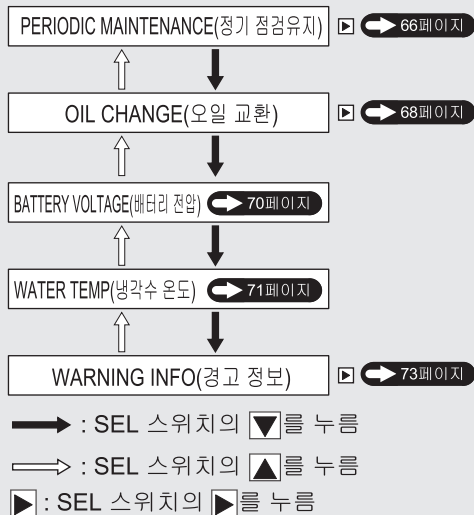 PERIODIC MAINTENANCE(정기 점검유지) ▶ 66페이지
OIL CHANGE(오일 교환) ▶ 68페이지
BATTERY VOLTAGE(배터리 전압) 70페이지
WATER TEMP(냉각수 온도) 71페이지
WARNING INFO(경고 정보) ▶ 73페이지
: SEL 스위치의 ▼를 누름
: SEL 스위치의 ▲를 누름
▶ : SEL 스위치의 ▶를 누름